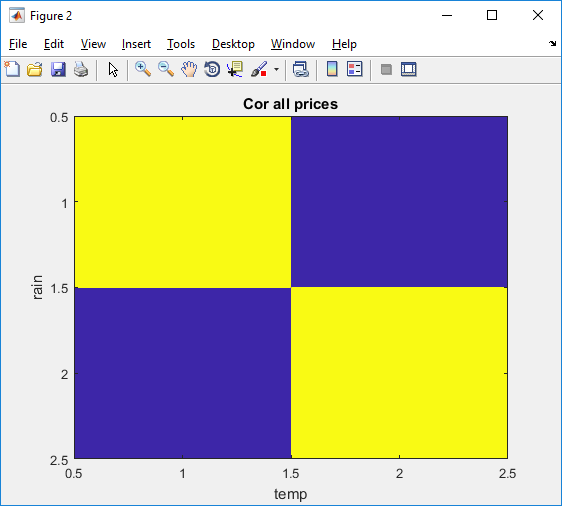 Figure 2
File Edit View Insert Tools Desktop Window Help
Cor all prices
0.5
1
1.5
2
2.5
rain
0.5 1 1.5 2 2.5
temp